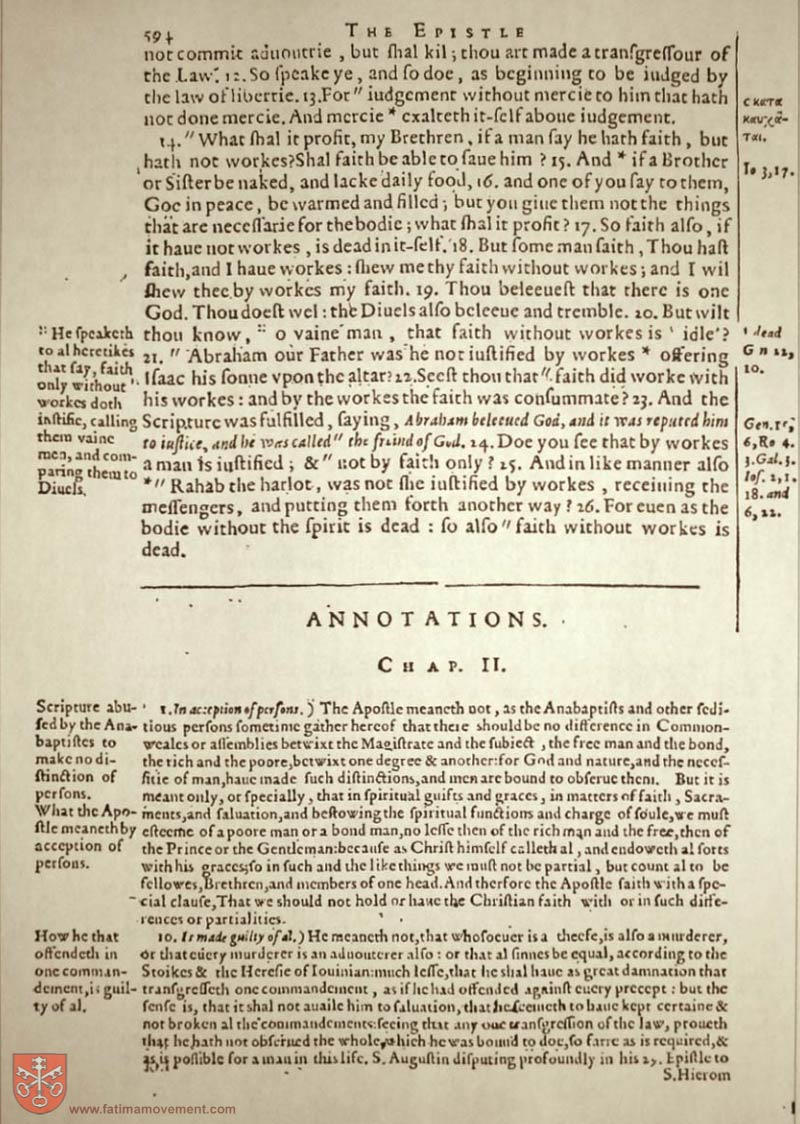 594 THE EPISTLE
not commit aduoutrie, but ſhal kil; thou art made a tranſgreſſour of
the Law. 12. So ſpeake ye, and ſo doe, as beginning to be iudged by
the law of libertie. 13. For" iudgement without mercie to him that hath
not done mercie. And mercie * exalteth it-ſelf aboue iudgement.
14." What ſhal it profit, my Brethren, if a man ſay he hath faith, but
hath not workes? Shal faith be able to ſaue him? 15. And * if a Brother
or Siſter be naked, and lacke daily food, 16. and one of you ſay to them,
Goe in peace, be warmed and filled; but you giue them not the things
that are neceſſarie for the bodie; what ſhal it profit? 17. So faith alſo, if
it haue not workes, is dead in it-ſelf. 18. But ſome man ſaith, Thou haſt
faith, and I haue workes: ſhew me thy faith without workes; and I wil
ſhew thee by workes my faith. 19. Thou beleeueſt that there is one
God. Thou doeſt wel: the Diuels alſo beleeue and tremble. 20. But wilt
thou know, :: o vaine man, that faith without workes is ' idle'?
21. " Abraham our Father was he not iuſtified by workes * offering
Iſaac his ſonne vpon the altar? 22. Seeſt thou that" faith did worke with
his workes: and by the workes the faith was conſummate? 23. And the
Scripture was fulfilled, ſaying, Abraham beleeued God, and it was reputed him
to iuſtice, and he was called" the freind of God. 24. Doe you ſee that by workes
a man is iuſtified; &" not by faith only? 25. And in like manner alſo
*" Rahab the harlot, was not ſhe iuſtified by workes, receiuing the
meſſengers, and putting them forth another way? 26. For euen as the
bodie without the ſpirit is dead: ſo alſo" faith without workes is
dead.
:: He ſpeaketh
to al heretikes
that ſay, faith
only without
workes doth
iuſtifie, calling
them vaine
men, and com-
paring them to
Diuels.
c κατα
καυχᾶ-
ται.
Io 3,17.
' dead
Gn 22,
10.
Gen. 15,
6, Ro 4.
3. Gal. 3.
Ioſ. 2, 1.
18. and
6, 22.
ANNOTATIONS.
CHAP. II.
Scripture abu-
ſed by the Ana-
baptiſtes to
make no di-
ſtinction of
perſons.
What the Apo-
ſtle meaneth by
acception of
perſons.
1. In acception of perſons.) The Apoſtle meaneth not, as the Anabaptiſts and other ſedi-
tious perſons ſometime gather hereof that there ſhould be no difference in Common-
weales or aſſemblies betwixt the Magiſtrate and the ſubiect, the free man and the bond,
the rich and the poore, betwixt one degree & another: for God and nature, and the neceſ-
ſitie of man, haue made ſuch diſtinctions, and men are bound to obſerue them. But it is
meant only, or ſpecially, that in ſpiritual guifts and graces, in matters of faith, Sacra-
ments, and ſaluation, and beſtowing the ſpiritual functions and charge of ſoule, we muſt
eſteeme of a poore man or a bond man, no leſſe then of the rich man and the free, then of
the Prince or the Gentleman: becauſe as Chriſt himſelf calleth al, and endoweth al ſorts
with his graces; ſo in ſuch and the like things we muſt not be partial, but count al to be
fellowes, Brethren, and members of one head. And therfore the Apoſtle ſaith with a ſpe-
cial clauſe, That we ſhould not hold or haue the Chriſtian faith with or in ſuch diffe-
rences or partialities.
How he that
offendeth in
one comman-
dement, is guil-
ty of al.
10. Is made guilty of al.) He meaneth not, that whoſoeuer is a theefe, is alſo a murderer,
or that euery murderer is an aduouterer alſo: or that al ſinnes be equal, according to the
Stoikes & the Hereſie of Iouinian: much leſſe, that he ſhal haue as great damnation that
tranſgreſſeth one commandement, as if he had offended againſt euery precept: but the
ſenſe is, that it ſhal not auaile him to ſaluation, that he ſeemeth to haue kept certaine &
not broken al the commandements: ſeeing that any one tranſgreſſion of the law, proueth
that he hath not obſerued the whole, which he was bound to doe, ſo farre as is required, &
as is poſſible for a man in this life. S. Auguſtin diſputing profoundly in his 29. Epiſtle to
S. Hierom
www.fatimamovement.com